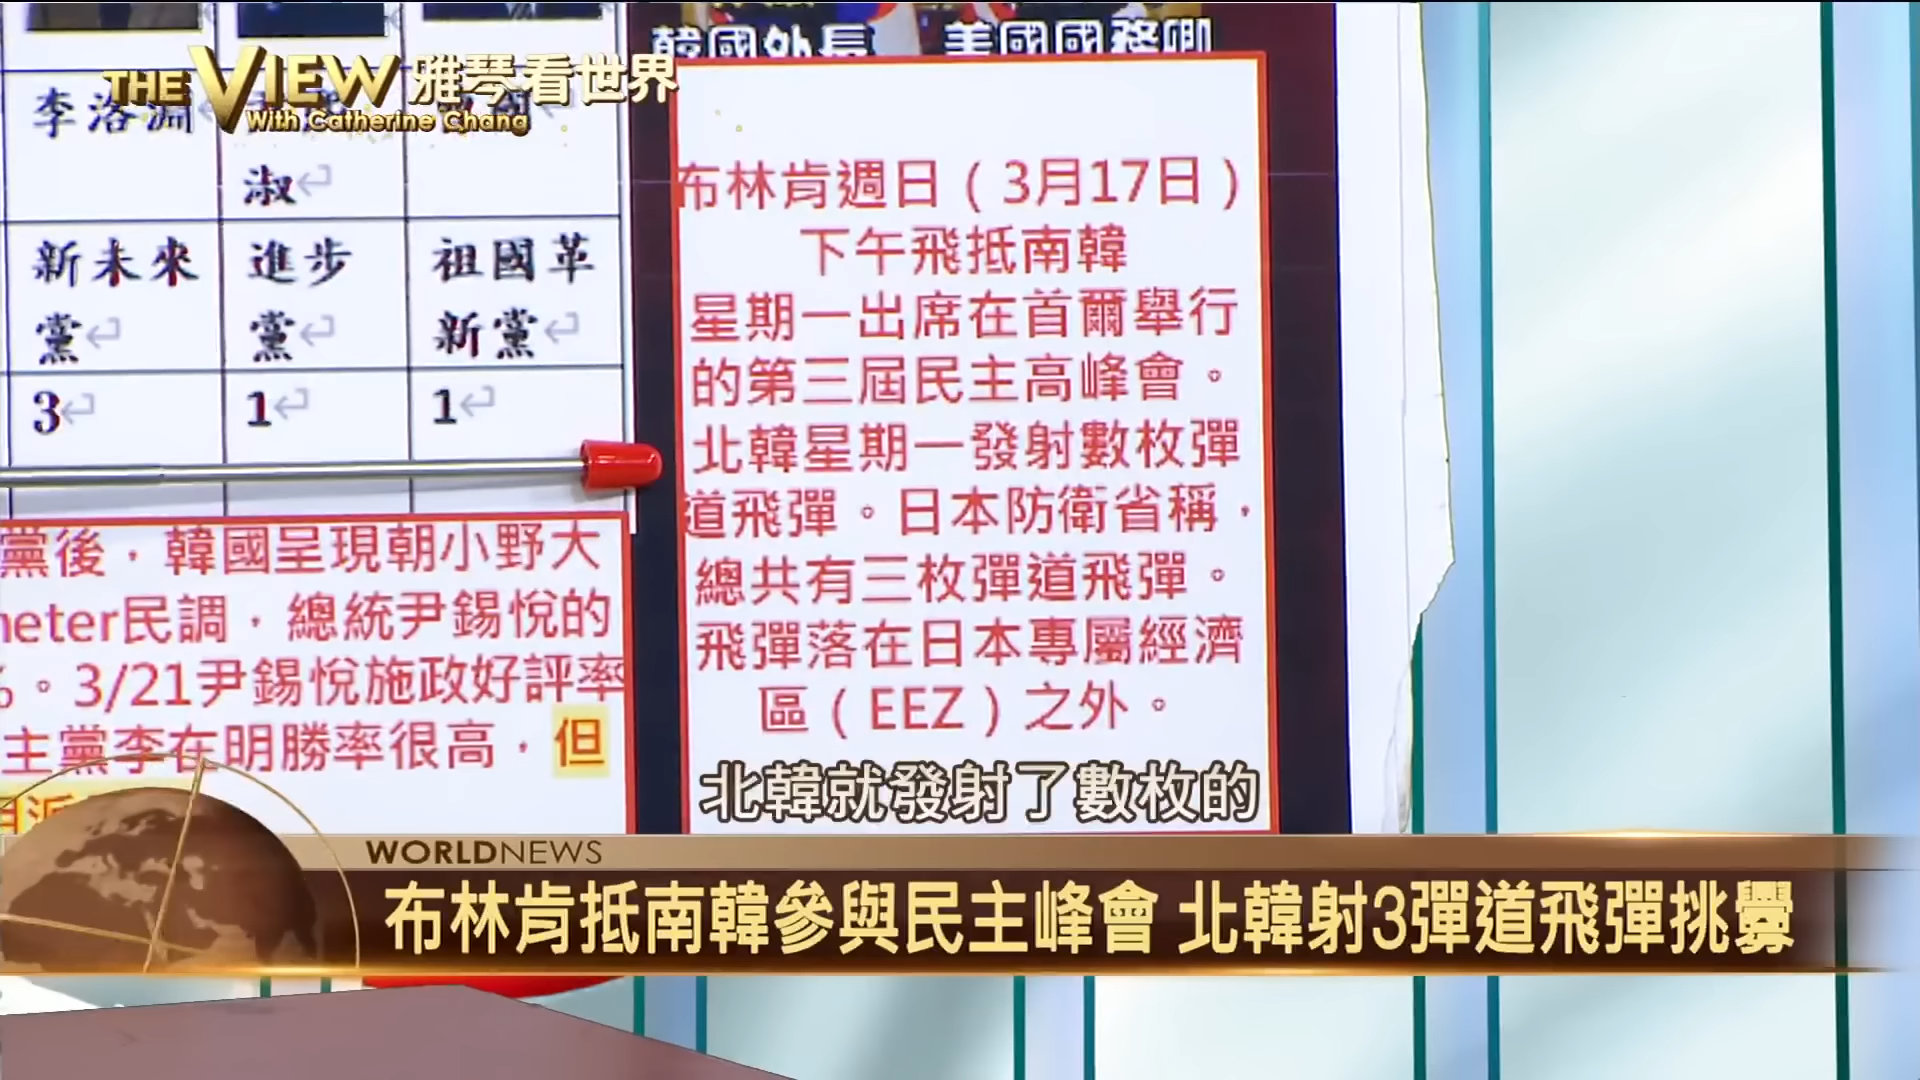 韓國外長 美國國務卿
THE VIEW 雅琴看世界
With Catherine Chang
李洛淵
淑
新未來 進步 祖國革
黨 黨 新黨
3 1 1
黨後，韓國呈現朝小野大
meter民調，總統尹錫悅的
%。3/21尹錫悅施政好評率
主黨李在明勝率很高，但
布林肯週日（3月17日）
下午飛抵南韓
星期一出席在首爾舉行
的第三屆民主高峰會。
北韓星期一發射數枚彈
道飛彈。日本防衛省稱，
總共有三枚彈道飛彈。
飛彈落在日本專屬經濟
區（EEZ）之外。
北韓就發射了數枚的
WORLDNEWS
布林肯抵南韓參與民主峰會 北韓射3彈道飛彈挑釁